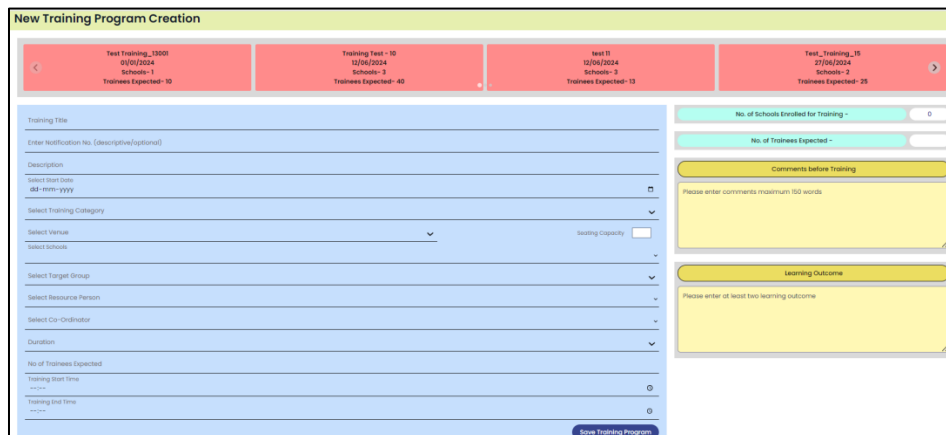 New Training Program Creation
Test Training_13001
01/01/2024
Schools- 1
Trainees Expected- 10
Training Test - 10
12/06/2024
Schools- 3
Trainees Expected- 40
test 11
12/06/2024
Schools- 3
Trainees Expected- 13
Test_Training_15
27/06/2024
Schools- 2
Trainees Expected- 25
Training Title
Enter Notification No. (descriptive/optional)
Description
Select Start Date
dd-mm-yyyy
Select Training Category
Select Venue
Seating Capacity
Select Schools
Select Target Group
Select Resource Person
Select Co-Ordinator
Duration
No of Trainees Expected
Training Start Time
--:--
Training End Time
--:--
Save Training Program
No. of Schools Enrolled for Training -
0
No. of Trainees Expected -
Comments before Training
Please enter comments maximum 150 words
Learning Outcome
Please enter at least two learning outcome